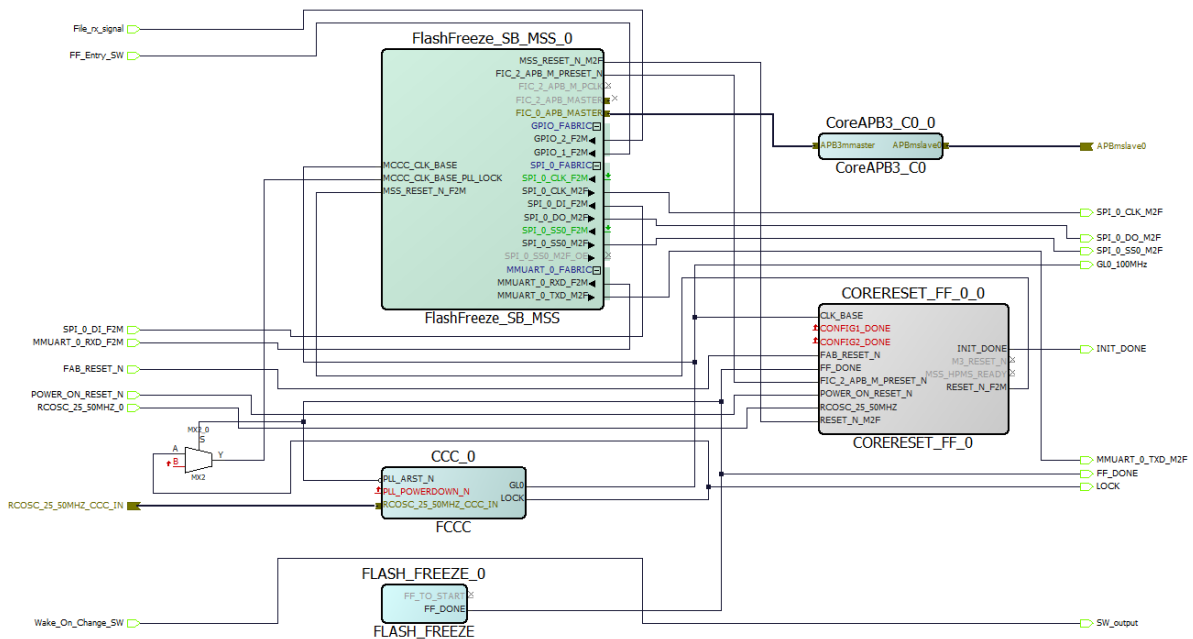 File_rx_signal
FF_Entry_SW
FlashFreeze_SB_MSS_0
MSS_RESET_N_M2F
FIC_2_APB_M_PRESET_N
FIC_2_APB_M_PCLK
FIC_2_APB_MASTER
FIC_0_APB_MASTER
GPIO_FABRIC
GPIO_2_F2M
GPIO_1_F2M
MCCC_CLK_BASE
SPI_0_FABRIC
MCCC_CLK_BASE_PLL_LOCK
SPI_0_CLK_F2M
MSS_RESET_N_F2M
SPI_0_CLK_M2F
SPI_0_DI_F2M
SPI_0_DO_M2F
SPI_0_SS0_F2M
SPI_0_SS0_M2F
SPI_0_SS0_M2F_OE
MMUART_0_FABRIC
MMUART_0_RXD_F2M
MMUART_0_TXD_M2F
FlashFreeze_SB_MSS
CoreAPB3_C0_0
APB3mmaster APBmslave0
CoreAPB3_C0
APBmslave0
SPI_0_CLK_M2F
SPI_0_DO_M2F
SPI_0_SS0_M2F
GL0_100MHz
SPI_0_DI_F2M
MMUART_0_RXD_F2M
FAB_RESET_N
POWER_ON_RESET_N
RCOSC_25_50MHZ_0
CORERESET_FF_0_0
CLK_BASE
CONFIG1_DONE
CONFIG2_DONE
FAB_RESET_N
FF_DONE
FIC_2_APB_M_PRESET_N
POWER_ON_RESET_N
RCOSC_25_50MHZ
RESET_N_M2F
INIT_DONE
M3_RESET_N
MSS_HPMS_READY
RESET_N_F2M
CORERESET_FF_0
INIT_DONE
MX2_0
S
A
B
Y
MX2
CCC_0
PLL_ARST_N
PLL_POWERDOWN_N
RCOSC_25_50MHZ_CCC_IN
GL0
LOCK
FCCC
RCOSC_25_50MHZ_CCC_IN
MMUART_0_TXD_M2F
FF_DONE
LOCK
FLASH_FREEZE_0
FF_TO_START
FF_DONE
FLASH_FREEZE
Wake_On_Change_SW
SW_output